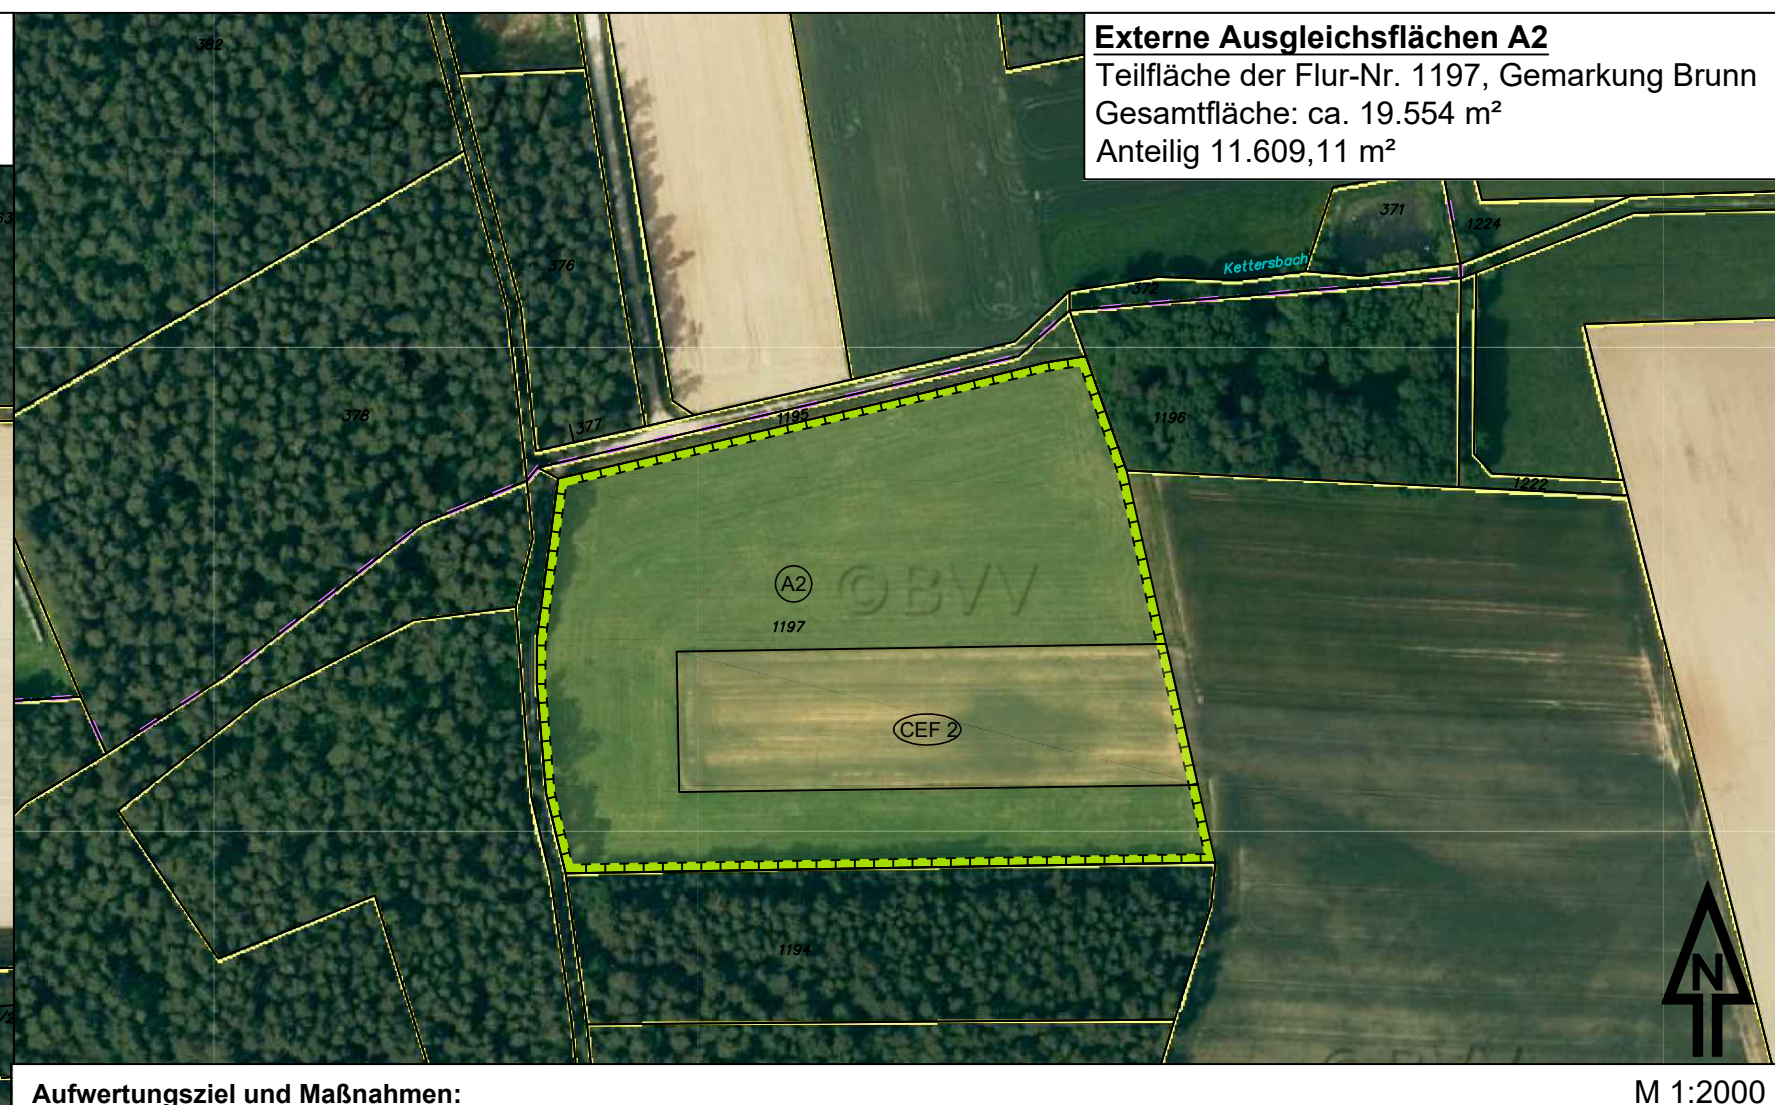 Externe Ausgleichsflächen A2
Teilfläche der Flur-Nr. 1197, Gemarkung Brunn
Gesamtfläche: ca. 19.554 m²
Anteilig 11.609,11 m²
382
371
1224
376
Kettersbach
372
378
377
1195
1196
1222
A2
©BVV
1197
CEF 2
1194
N
Aufwertungsziel und Maßnahmen:
M 1:2000